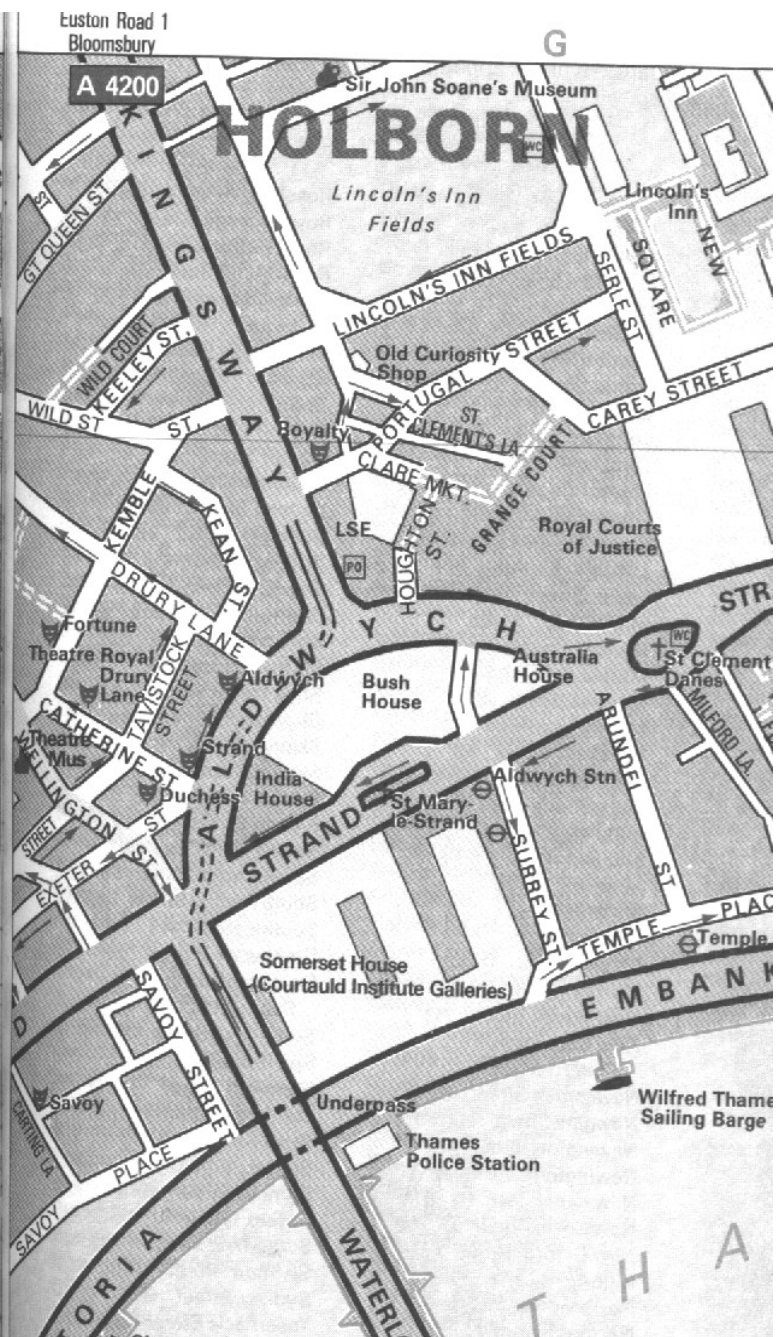 Euston Road 1
Bloomsbury
A 4200
G
Sir John Soane's Museum
HOLBORN
WC
Lincoln's Inn
Fields
Lincoln's
Inn
NEW
SQUARE
ST
GT QUEEN ST
KINGSWAY
LINCOLN'S INN FIELDS
SERLE ST
WILD COURT
KEELEY ST,
Old Curiosity
Shop
PORTUGAL STREET
CAREY STREET
WILD ST
ST,
Royalty
ST
CLEMENT'S LA
CLARE MKT.
GRANGE COURT
KEMBLE
KEAN ST.
LSE
PO
HOUGHTON
ST.
Royal Courts
of Justice
DRURY LANE
ALDWYCH
STR
Fortune
Theatre Royal
Drury
Lane
TAVISTOCK
STREET
Aldwych
Bush
House
Australia
House
WC
St Clement
Danes
CATHERINE ST
Theatre
Mus
Strand
ARUNDEL
ST
MILFORD LA.
WELLINGTON
ST.
Duchess
India
House
St Mary-
le-Strand
Aldwych Stn
STREET
EXETER ST
STRAND
SURREY ST.
TEMPLE PLAC
Temple
Somerset House
(Courtauld Institute Galleries)
EMBANK
D
SAVOY STREET
Savoy
CARTING LA
Underpass
Wilfred Thame
Sailing Barge
Thames
Police Station
SAVOY PLACE
TORIA
WATERL
THA